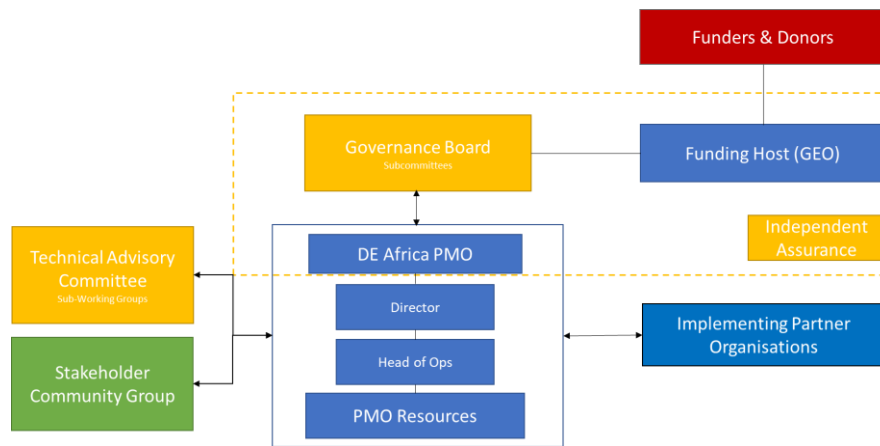 Funders & Donors
Governance Board
Subcommittees
Funding Host (GEO)
Independent
Assurance
Technical Advisory
Committee
Sub-Working Groups
DE Africa PMO
Director
Implementing Partner
Organisations
Stakeholder
Community Group
Head of Ops
PMO Resources